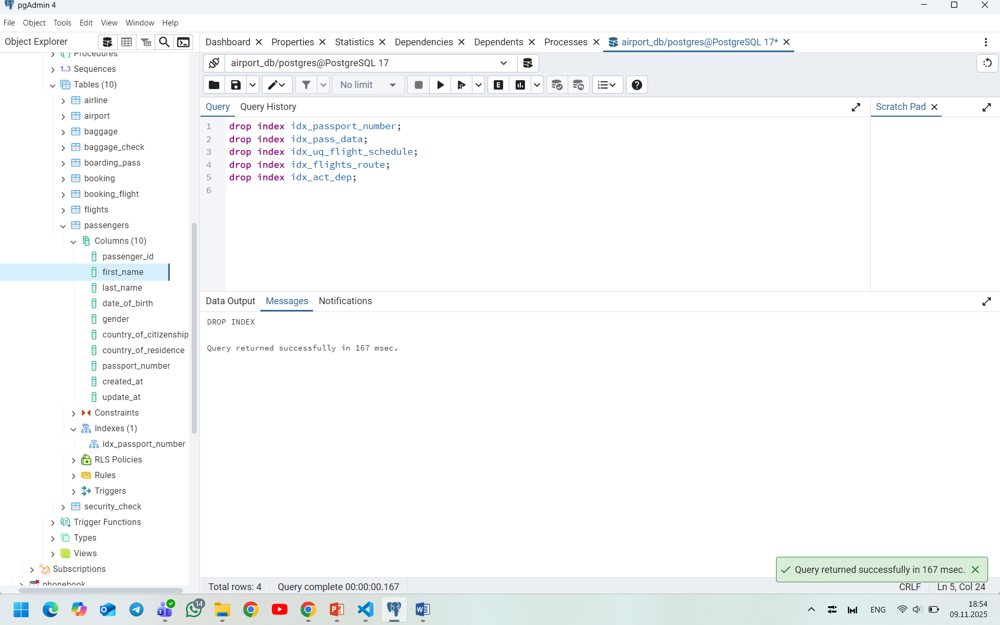 pgAdmin 4
File Object Tools Edit View Window Help
Object Explorer
Dashboard Properties Statistics Dependencies Dependents Processes airport_db/postgres@PostgreSQL 17*
airport_db/postgres@PostgreSQL 17
No limit
E
Query Query History
Scratch Pad
Procedures
1..3 Sequences
Tables (10)
airline
airport
baggage
baggage_check
boarding_pass
booking
booking_flight
flights
passengers
Columns (10)
passenger_id
first_name
last_name
date_of_birth
gender
country_of_citizenship
country_of_residence
passport_number
created_at
update_at
Constraints
Indexes (1)
idx_passport_number
RLS Policies
Rules
Triggers
security_check
Trigger Functions
Types
Views
Subscriptions
phonebook
1 drop index idx_passport_number;
2 drop index idx_pass_data;
3 drop index idx_uq_flight_schedule;
4 drop index idx_flights_route;
5 drop index idx_act_dep;
6
Data Output Messages Notifications
DROP INDEX
Query returned successfully in 167 msec.
Query returned successfully in 167 msec.
Total rows: 4 Query complete 00:00:00.167
CRLF Ln 5, Col 24
14
ENG
18:54
09.11.2025